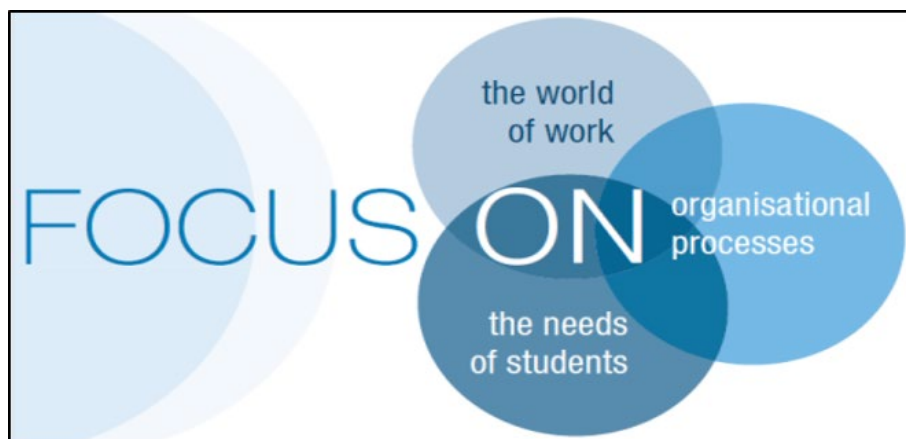 the world
of work
FOCUS ON
organisational
processes
the needs
of students